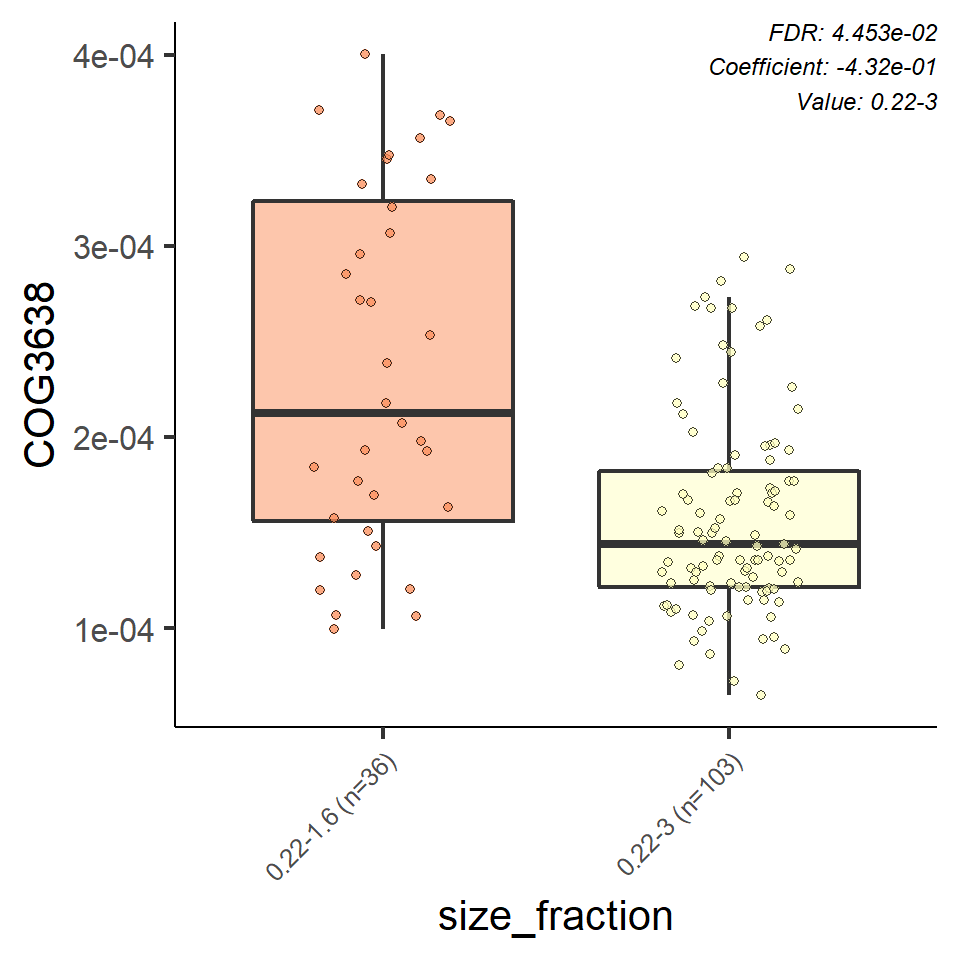 FDR: 4.453e-02
Coefficient: -4.32e-01
Value: 0.22-3
4e-04
3e-04
2e-04
1e-04
COG3638
0.22-1.6 (n=36)
0.22-3 (n=103)
size_fraction